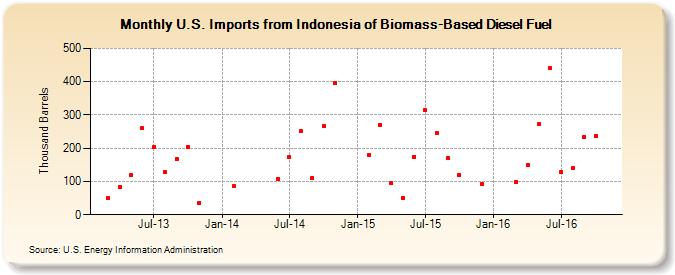 Monthly U.S. Imports from Indonesia of Biomass-Based Diesel Fuel
Thousand Barrels
500
400
300
200
100
0
Jul-13 Jan-14 Jul-14 Jan-15 Jul-15 Jan-16 Jul-16
Source: U.S. Energy Information Administration